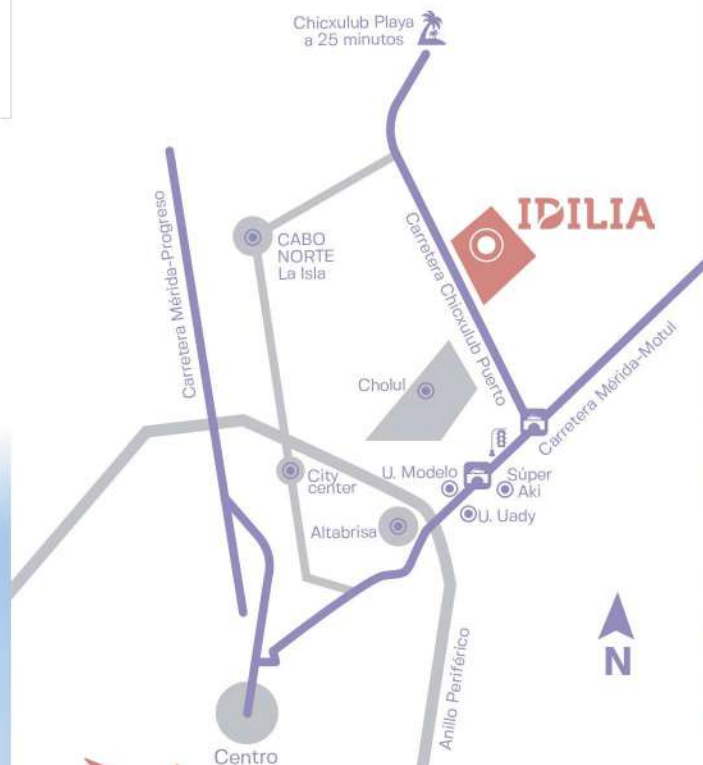 Chicxulub Playa
a 25 minutos
IDILIA
Carretera Mérida-Progreso
CABO
NORTE
La Isla
Carretera Chicxulub Puerto
Carretera Mérida-Motul
Cholul
City
center
U. Modelo
Súper
Aki
U. Uady
Altabrisa
Anillo Periférico
N
Centro